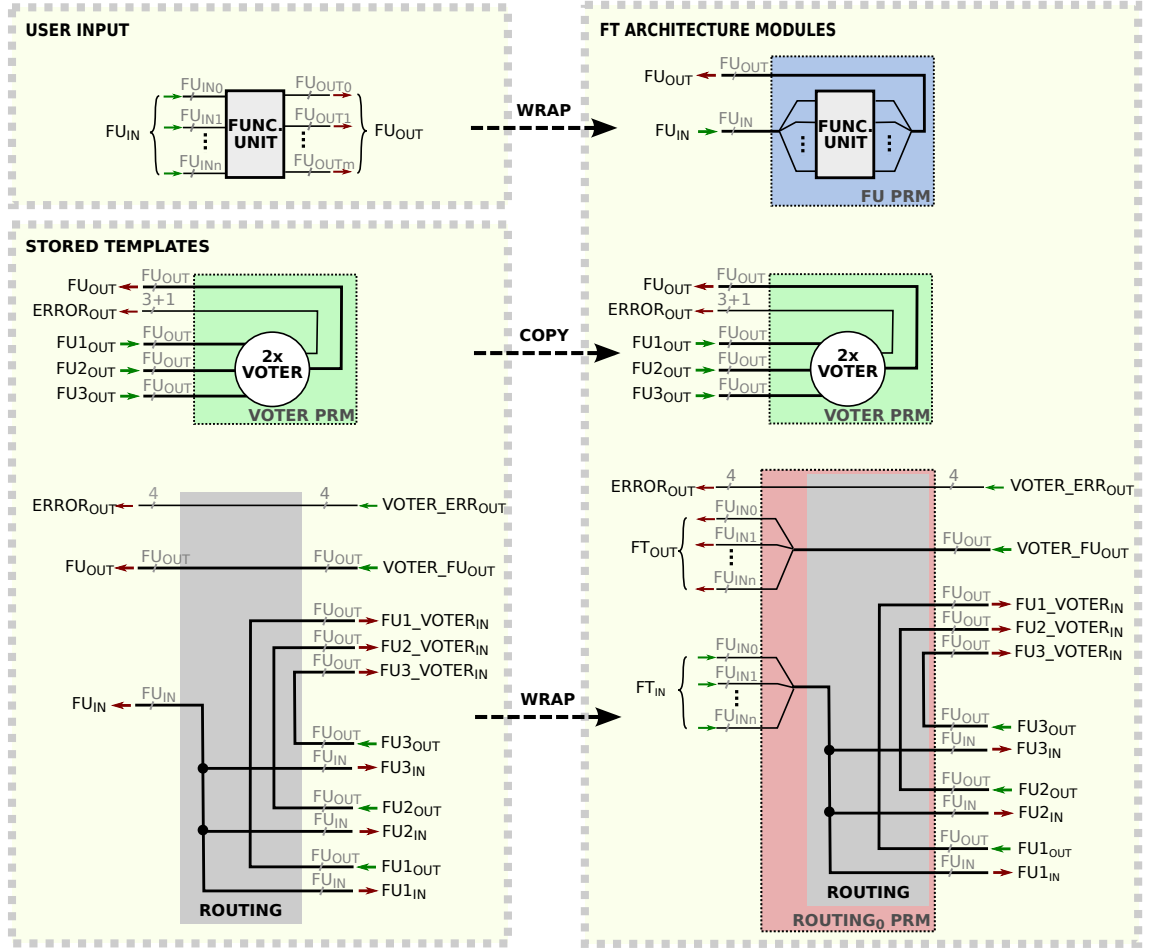 USER INPUT
FU_IN0
FU_IN1
FU_INn
FU_IN
FUNC.
UNIT
FU_OUT0
FU_OUT1
FU_OUTm
FU_OUT
WRAP
STORED TEMPLATES
FU_OUT FU_OUT
ERROR_OUT 3+1
FU1_OUT FU_OUT
FU2_OUT FU_OUT
FU3_OUT FU_OUT
2x
VOTER
VOTER PRM
COPY
ERROR_OUT 4 4 VOTER_ERR_OUT
FU_OUT FU_OUT FU_OUT VOTER_FU_OUT
FU_OUT FU1_VOTER_IN
FU_OUT FU2_VOTER_IN
FU_OUT FU3_VOTER_IN
FU_IN FU_IN
FU_OUT FU3_OUT
FU_IN FU3_IN
FU_OUT FU2_OUT
FU_IN FU2_IN
FU_OUT FU1_OUT
FU_IN FU1_IN
ROUTING
WRAP
FT ARCHITECTURE MODULES
FU_OUT FU_OUT
FU_IN FU_IN
FUNC.
UNIT
FU PRM
FU_OUT FU_OUT
ERROR_OUT 3+1
FU1_OUT FU_OUT
FU2_OUT FU_OUT
FU3_OUT FU_OUT
2x
VOTER
VOTER PRM
ERROR_OUT 4 4 VOTER_ERR_OUT
FT_OUT
FU_IN0
FU_IN1
FU_INn
FU_OUT VOTER_FU_OUT
FU_OUT FU1_VOTER_IN
FU_OUT FU2_VOTER_IN
FU_OUT FU3_VOTER_IN
FT_IN
FU_IN0
FU_IN1
FU_INn
FU_OUT FU3_OUT
FU_IN FU3_IN
FU_OUT FU2_OUT
FU_IN FU2_IN
FU_OUT FU1_OUT
FU_IN FU1_IN
ROUTING
ROUTING_0 PRM